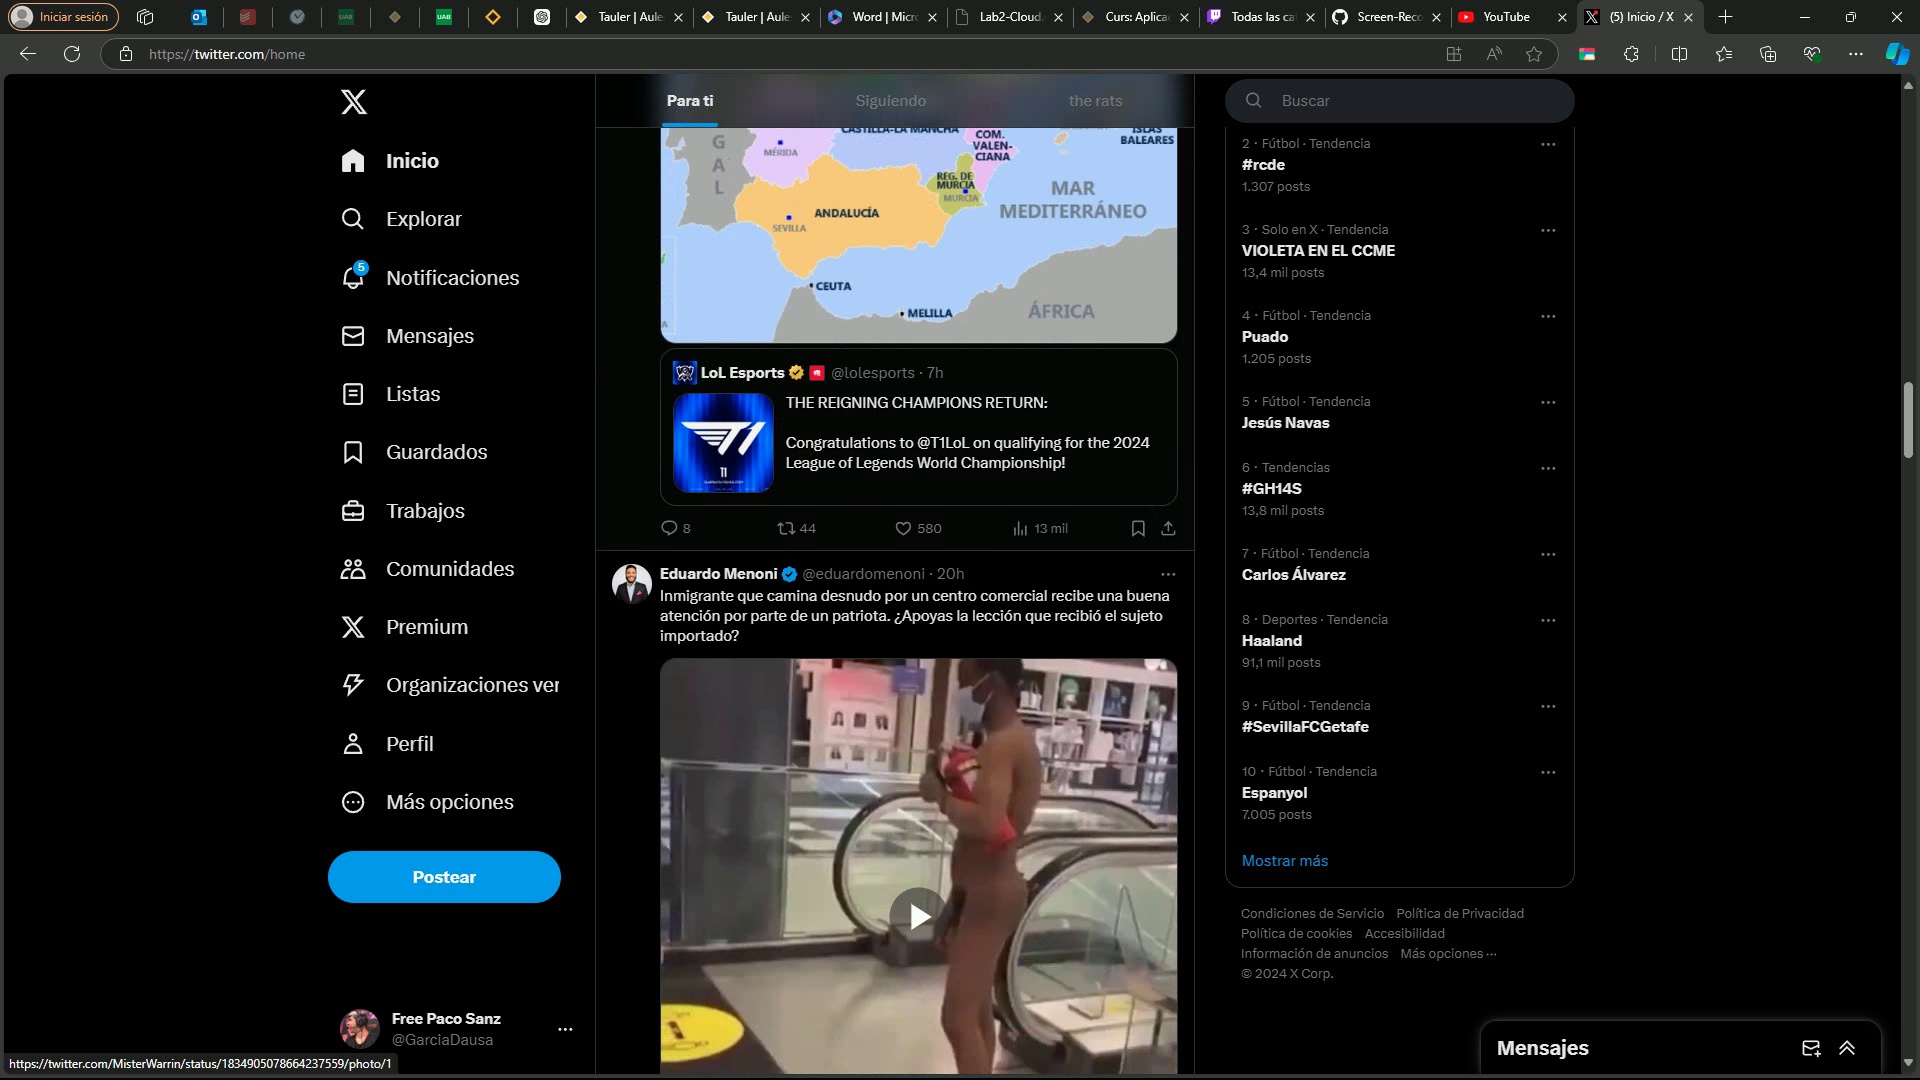 Iniciar sesión
Tauler | Aule
Tauler | Aule
Word | Micr
Lab2-Cloud
Curs: Aplica
Todas las ca
Screen-Reco
YouTube
(5) Inicio / X
https://twitter.com/home
Inicio
Explorar
5
Notificaciones
Mensajes
Listas
Guardados
Trabajos
Comunidades
Premium
Organizaciones ver
Perfil
Más opciones
Postear
Free Paco Sanz
@GarciaDausa
https://twitter.com/MisterWarrin/status/1834905078664237559/photo/1
Para ti
Siguiendo
the rats
CASTILLA-LA MANCHA
COM.
VALEN-
CIANA
ISLAS
BALEARES
G
A
L
MÉRIDA
REG. DE
MURCIA
MURCIA
MAR
MEDITERRÁNEO
ANDALUCÍA
SEVILLA
CEUTA
MELILLA
ÁFRICA
LoL Esports @lolesports · 7h
THE REIGNING CHAMPIONS RETURN:
Congratulations to @T1LoL on qualifying for the 2024
League of Legends World Championship!
T1
8
44
580
13 mil
Eduardo Menoni @eduardomenoni · 20h
Inmigrante que camina desnudo por un centro comercial recibe una buena
atención por parte de un patriota. ¿Apoyas la lección que recibió el sujeto
importado?
Buscar
2 · Fútbol · Tendencia
#rcde
1.307 posts
3 · Solo en X · Tendencia
VIOLETA EN EL CCME
13,4 mil posts
4 · Fútbol · Tendencia
Puado
1.205 posts
5 · Fútbol · Tendencia
Jesús Navas
6 · Tendencias
#GH14S
13,8 mil posts
7 · Fútbol · Tendencia
Carlos Álvarez
8 · Deportes · Tendencia
Haaland
91,1 mil posts
9 · Fútbol · Tendencia
#SevillaFCGetafe
10 · Fútbol · Tendencia
Espanyol
7.005 posts
Mostrar más
Condiciones de Servicio Política de Privacidad
Política de cookies Accesibilidad
Información de anuncios Más opciones ···
© 2024 X Corp.
Mensajes